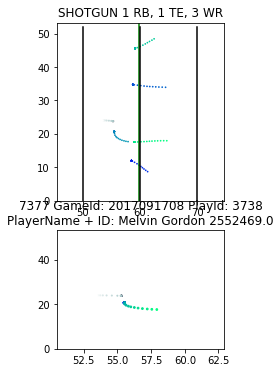 SHOTGUN 1 RB, 1 TE, 3 WR
50
40
30
20
10
0
50 60 70
7377 GameId: 2017091708 PlayId: 3738
PlayerName + ID: Melvin Gordon 2552469.0
40
20
0
52.5 55.0 57.5 60.0 62.5